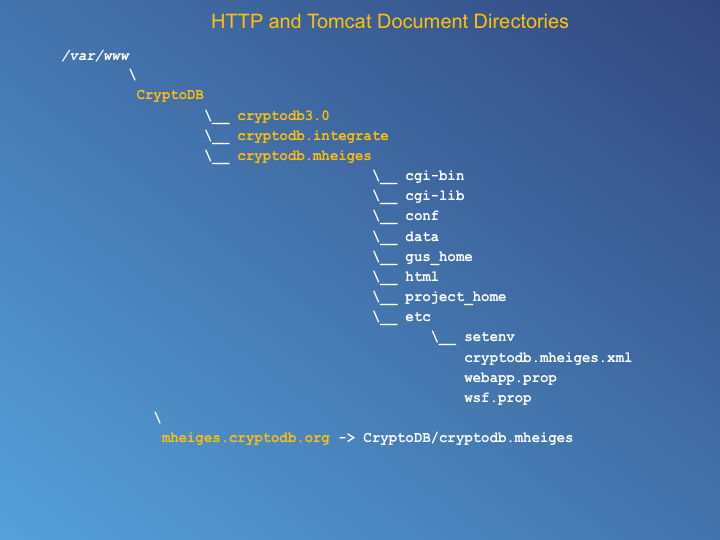 HTTP and Tomcat Document Directories
/var/www
\
CryptoDB
\__ cryptodb3.0
\__ cryptodb.integrate
\__ cryptodb.mheiges
\__ cgi-bin
\__ cgi-lib
\__ conf
\__ data
\__ gus_home
\__ html
\__ project_home
\__ etc
\__ setenv
cryptodb.mheiges.xml
webapp.prop
wsf.prop
\
mheiges.cryptodb.org -> CryptoDB/cryptodb.mheiges